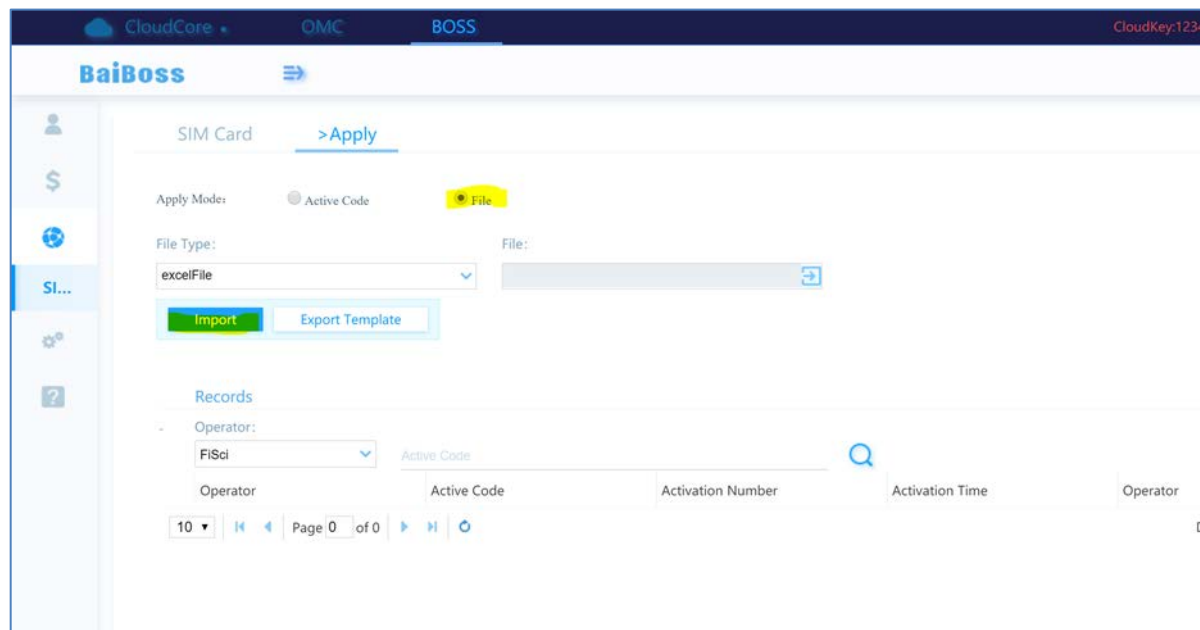 CloudCore OMC BOSS CloudKey:1234
BaiBoss
SIM Card >Apply
Apply Mode: Active Code File
File Type: File:
excelFile
SI...
Import Export Template
Records
Operator:
FiSci Active Code
Operator Active Code Activation Number Activation Time Operator
10 Page 0 of 0